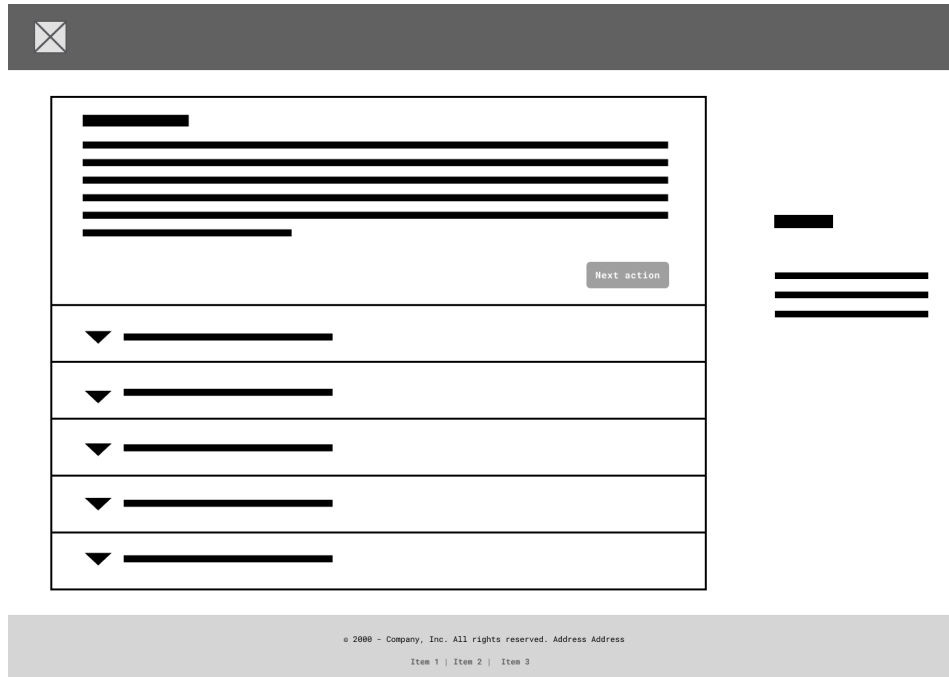 Next action
© 2000 - Company, Inc. All rights reserved. Address Address
Item 1 | Item 2 | Item 3